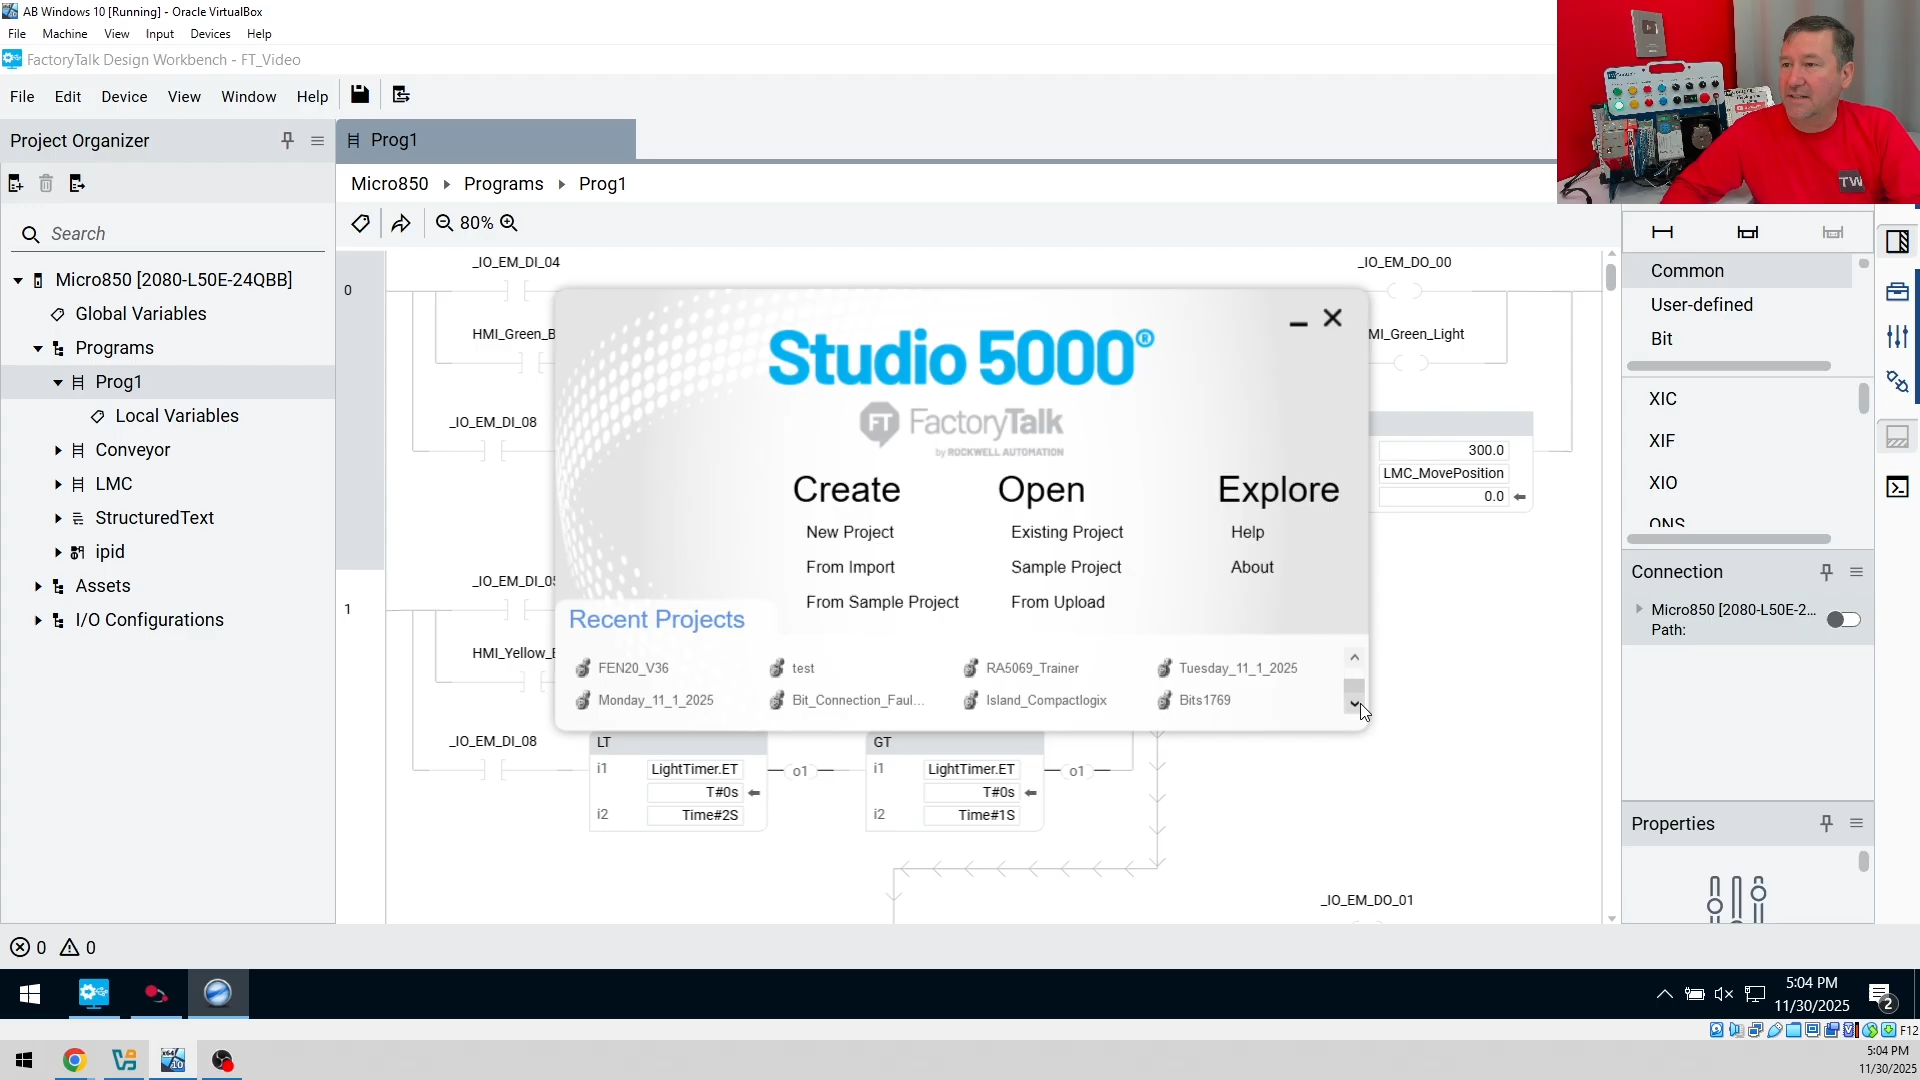 AB Windows 10 [Running] - Oracle VirtualBox
File Machine View Input Devices Help
FactoryTalk Design Workbench - FT_Video
File Edit Device View Window Help
Project Organizer
Prog1
Micro850 Programs Prog1
Search
80%
Micro850 [2080-L50E-24QBB]
Global Variables
Programs
Prog1
Local Variables
Conveyor
LMC
StructuredText
ipid
Assets
I/O Configurations
0
_IO_EM_DI_04
_IO_EM_DO_00
HMI_Green_B
MI_Green_Light
_IO_EM_DI_08
300.0
LMC_MovePosition
0.0
1
_IO_EM_DI_05
HMI_Yellow_B
_IO_EM_DI_08
LT
i1
LightTimer.ET
o1
T#0s
i2
Time#2S
GT
i1
LightTimer.ET
o1
T#0s
i2
Time#1S
_IO_EM_DO_01
Studio 5000®
FT FactoryTalk
by ROCKWELL AUTOMATION
Create
New Project
From Import
From Sample Project
Open
Existing Project
Sample Project
From Upload
Explore
Help
About
Recent Projects
FEN20_V36
test
RA5069_Trainer
Tuesday_11_1_2025
Monday_11_1_2025
Bit_Connection_Faul...
Island_Compactlogix
Bits1769
TW
Common
User-defined
Bit
XIC
XIF
XIO
ONS
Connection
Micro850 [2080-L50E-2...
Path:
Properties
0 0
5:04 PM
11/30/2025
2
F12
5:04 PM
11/30/2025